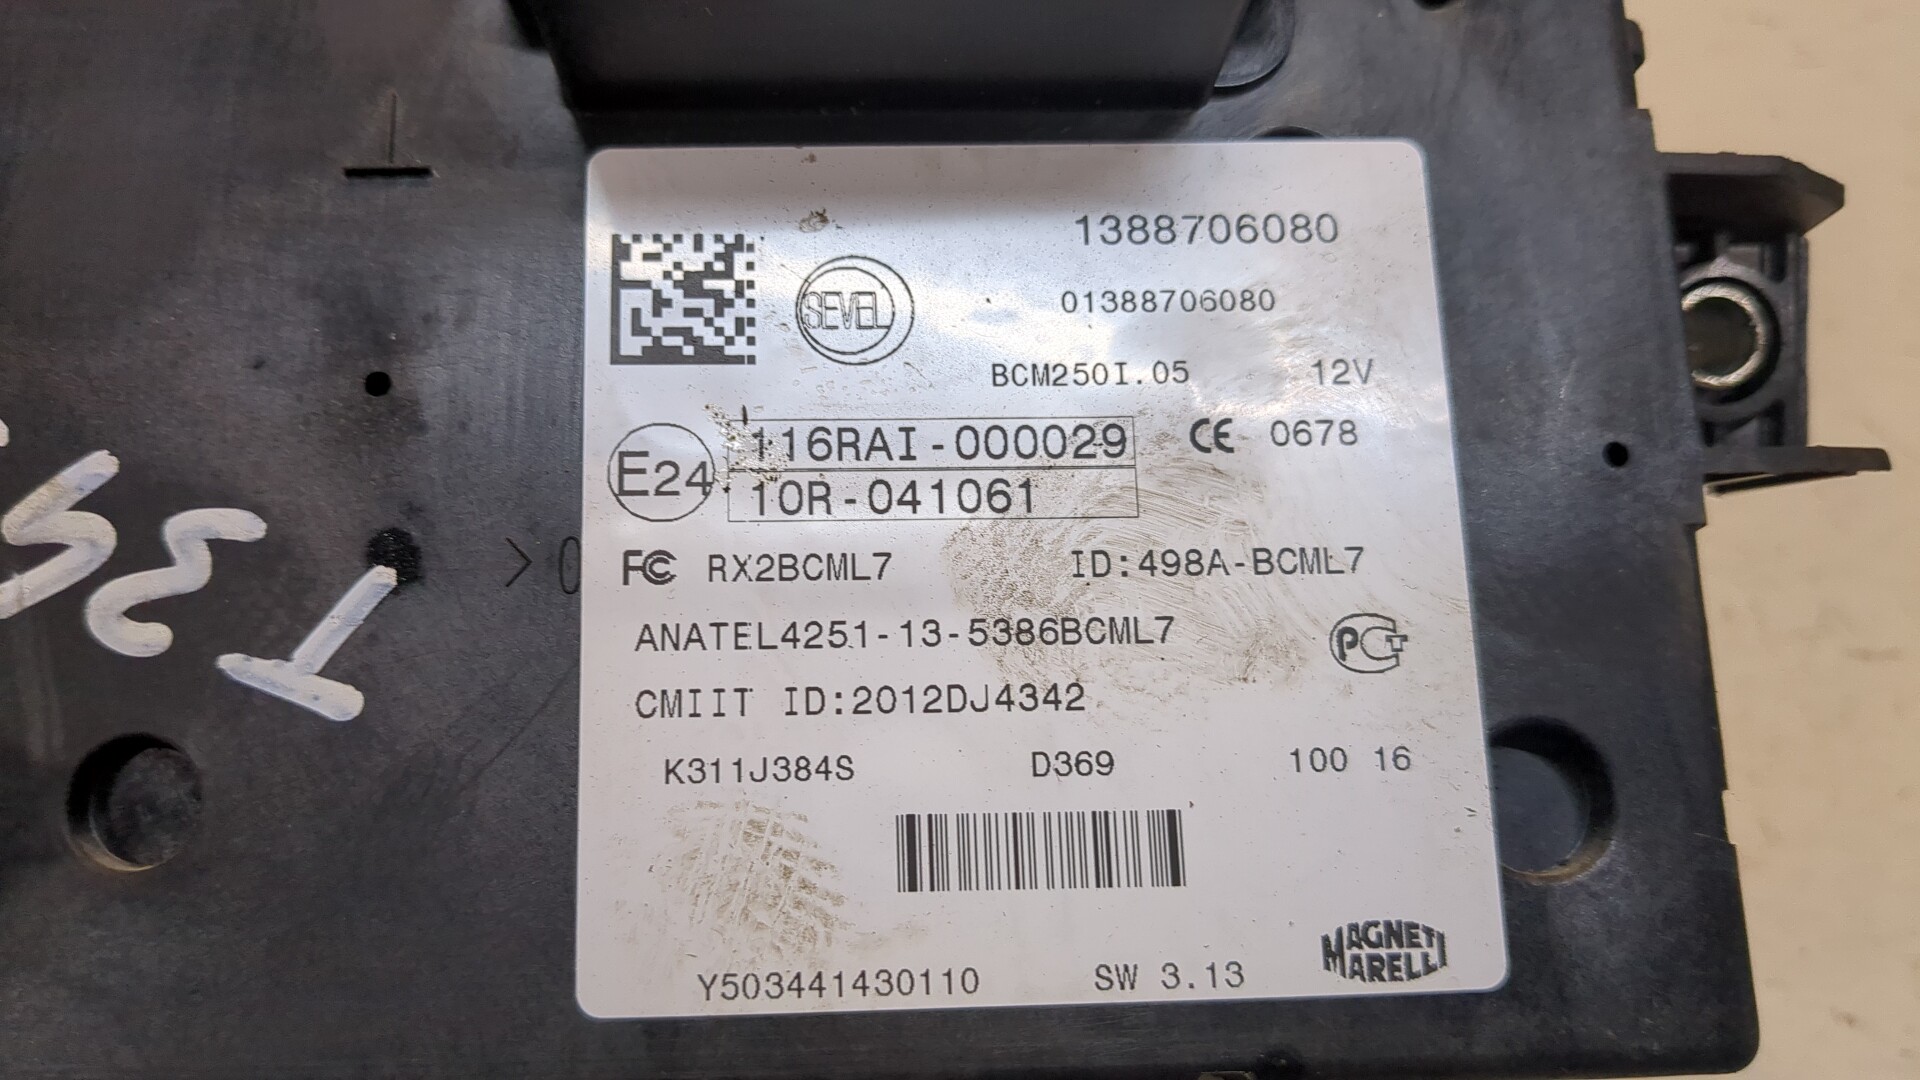 1388706080
SEVEL
01388706080
BCM250I.05 12V
E24 116RAI-000029 CE 0678
10R-041061
FC RX2BCML7 ID:498A-BCML7
ANATEL4251-13-5386BCML7 PCT
CMIIT ID:2012DJ4342
K311J384S D369 100 16
Y503441430110 SW 3.13
MAGNETI
MARELLI